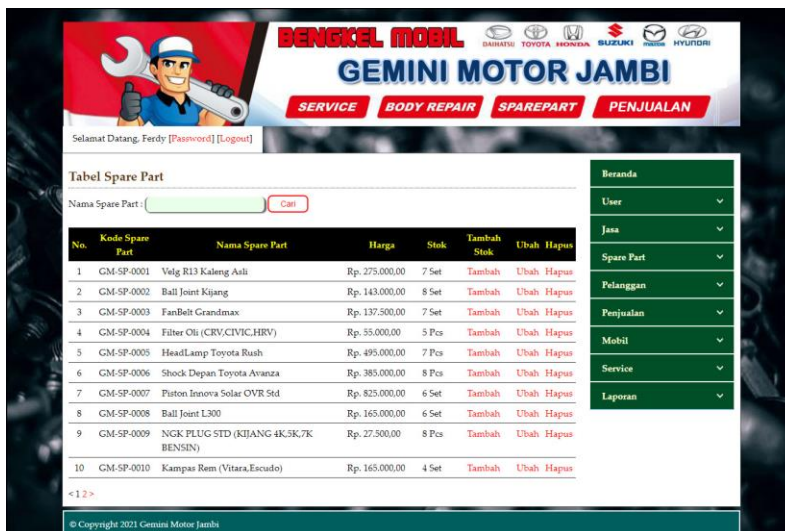 BENGKEL MOBIL
DAIHATSU TOYOTA HONDA SUZUKI mazda HYUNDAI
GEMINI MOTOR JAMBI
SERVICE BODY REPAIR SPAREPART PENJUALAN
Selamat Datang, Ferdy [Password] [Logout]
Tabel Spare Part
Nama Spare Part : Cari
No. Kode Spare Part Nama Spare Part Harga Stok Tambah Stok Ubah Hapus
1 GM-SP-0001 Velg R13 Kaleng Asli Rp. 275.000,00 7 Set Tambah Ubah Hapus
2 GM-SP-0002 Ball Joint Kijang Rp. 143.000,00 8 Set Tambah Ubah Hapus
3 GM-SP-0003 FanBelt Grandmax Rp. 137.500,00 7 Set Tambah Ubah Hapus
4 GM-SP-0004 Filter Oli (CRV,CIVIC,HRV) Rp. 55.000,00 5 Pcs Tambah Ubah Hapus
5 GM-SP-0005 HeadLamp Toyota Rush Rp. 495.000,00 7 Pcs Tambah Ubah Hapus
6 GM-SP-0006 Shock Depan Toyota Avanza Rp. 385.000,00 8 Pcs Tambah Ubah Hapus
7 GM-SP-0007 Piston Innova Solar OVR Std Rp. 825.000,00 6 Set Tambah Ubah Hapus
8 GM-SP-0008 Ball Joint L300 Rp. 165.000,00 6 Set Tambah Ubah Hapus
9 GM-SP-0009 NGK PLUG STD (KIJANG 4K,5K,7K BENSIN) Rp. 27.500,00 8 Pcs Tambah Ubah Hapus
10 GM-SP-0010 Kampas Rem (Vitara,Escudo) Rp. 165.000,00 4 Set Tambah Ubah Hapus
< 1 2 >
Beranda
User
Jasa
Spare Part
Pelanggan
Penjualan
Mobil
Service
Laporan
© Copyright 2021 Gemini Motor Jambi